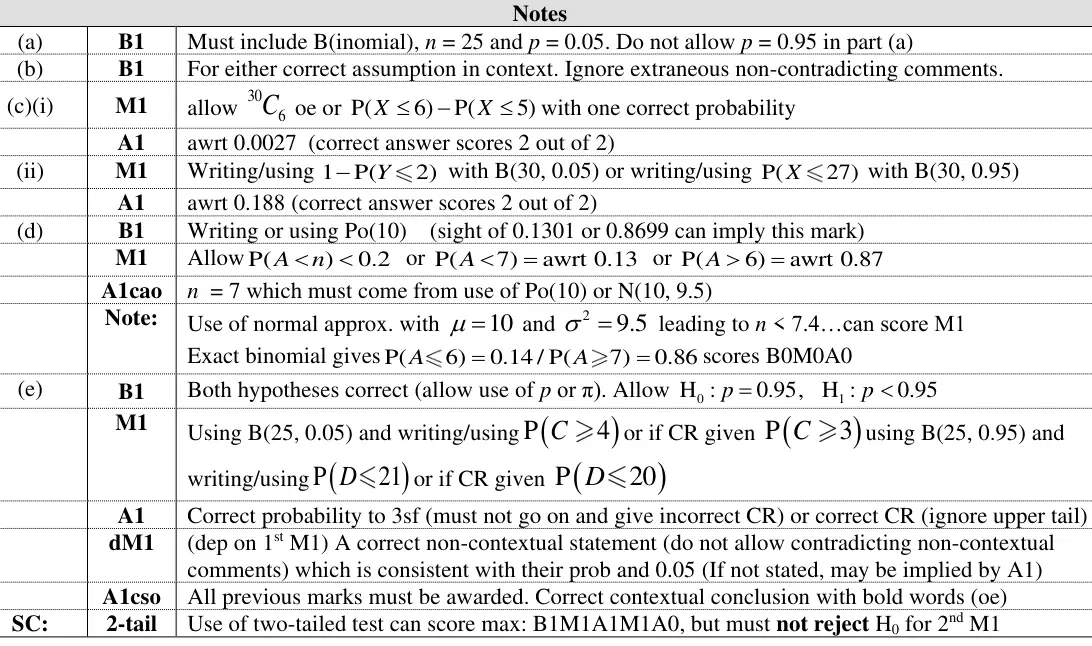 Notes
(a) B1 Must include B(inomial), n = 25 and p = 0.05. Do not allow p = 0.95 in part (a)
(b) B1 For either correct assumption in context. Ignore extraneous non-contradicting comments.
(c)(i) M1 allow ³⁰C₆ oe or P(X ≤ 6) − P(X ≤ 5) with one correct probability
A1 awrt 0.0027 (correct answer scores 2 out of 2)
(ii) M1 Writing/using 1 − P(Y ⩽ 2) with B(30, 0.05) or writing/using P(X ⩽ 27) with B(30, 0.95)
A1 awrt 0.188 (correct answer scores 2 out of 2)
(d) B1 Writing or using Po(10) (sight of 0.1301 or 0.8699 can imply this mark)
M1 Allow P(A < n) < 0.2 or P(A < 7) = awrt 0.13 or P(A > 6) = awrt 0.87
A1cao n = 7 which must come from use of Po(10) or N(10, 9.5)
Note: Use of normal approx. with μ = 10 and σ² = 9.5 leading to n < 7.4…can score M1
Exact binomial gives P(A ⩽ 6) = 0.14 / P(A ⩾ 7) = 0.86 scores B0M0A0
(e) B1 Both hypotheses correct (allow use of p or π). Allow H₀ : p = 0.95, H₁ : p < 0.95
M1 Using B(25, 0.05) and writing/using P(C ⩾ 4) or if CR given P(C ⩾ 3) using B(25, 0.95) and
writing/using P(D ⩽ 21) or if CR given P(D ⩽ 20)
A1 Correct probability to 3sf (must not go on and give incorrect CR) or correct CR (ignore upper tail)
dM1 (dep on 1st M1) A correct non-contextual statement (do not allow contradicting non-contextual
comments) which is consistent with their prob and 0.05 (If not stated, may be implied by A1)
A1cso All previous marks must be awarded. Correct contextual conclusion with bold words (oe)
SC: 2-tail Use of two-tailed test can score max: B1M1A1M1A0, but must not reject H₀ for 2nd M1